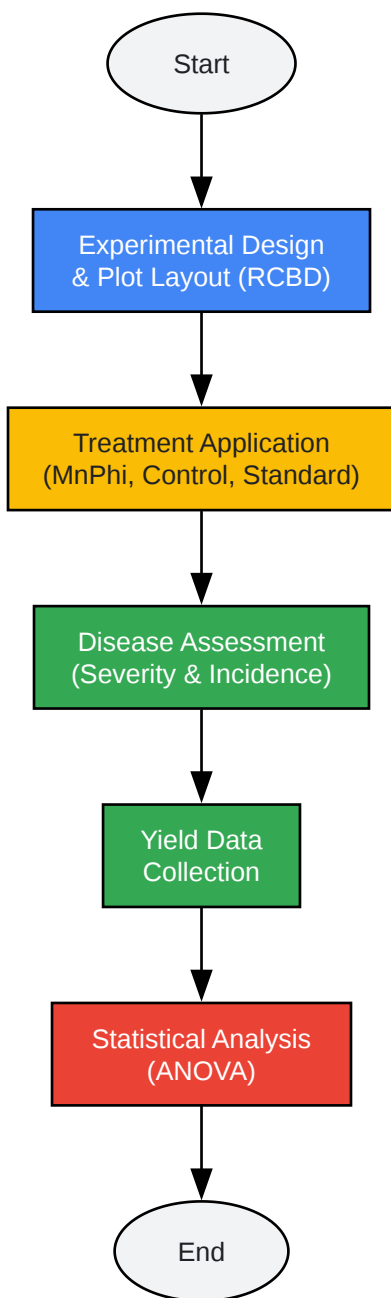 Start
Experimental Design
& Plot Layout (RCBD)
Treatment Application
(MnPhi, Control, Standard)
Disease Assessment
(Severity & Incidence)
Yield Data
Collection
Statistical Analysis
(ANOVA)
End